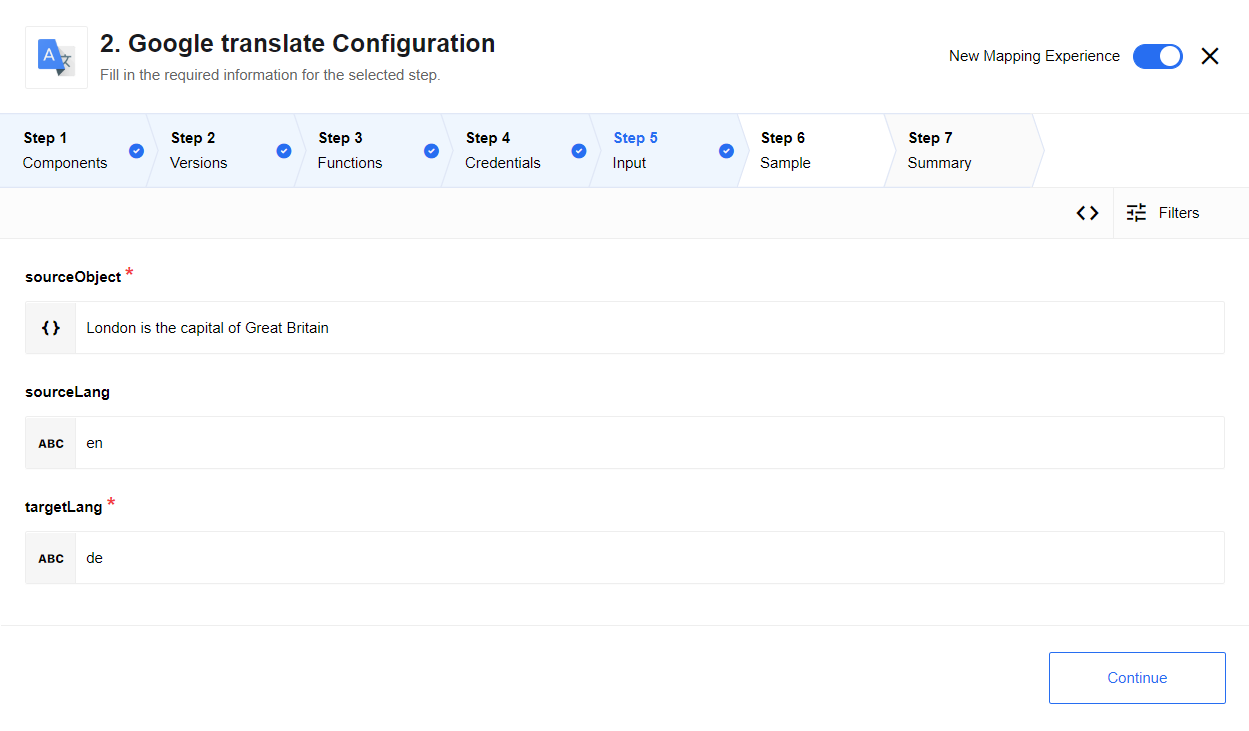 2. Google translate Configuration
Fill in the required information for the selected step.
New Mapping Experience
Step 1
Components
Step 2
Versions
Step 3
Functions
Step 4
Credentials
Step 5
Input
Step 6
Sample
Step 7
Summary
<> Filters
sourceObject *
{} London is the capital of Great Britain
sourceLang
ABC en
targetLang *
ABC de
Continue